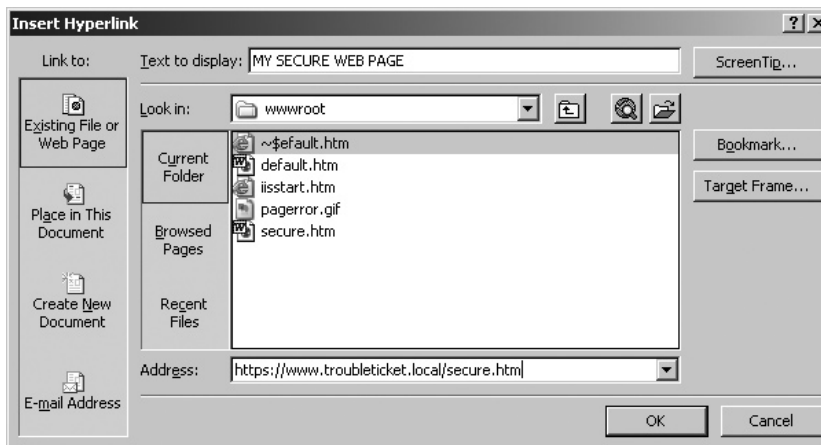 Insert Hyperlink
Link to:
Text to display: MY SECURE WEB PAGE
ScreenTip...
Existing File or
Web Page
Look in: wwwroot
Current
Folder
~$efault.htm
default.htm
iisstart.htm
pagerror.gif
secure.htm
Bookmark...
Target Frame...
Place in This
Document
Browsed
Pages
Create New
Document
Recent
Files
E-mail Address
Address: https://www.troubleticket.local/secure.htm
OK
Cancel